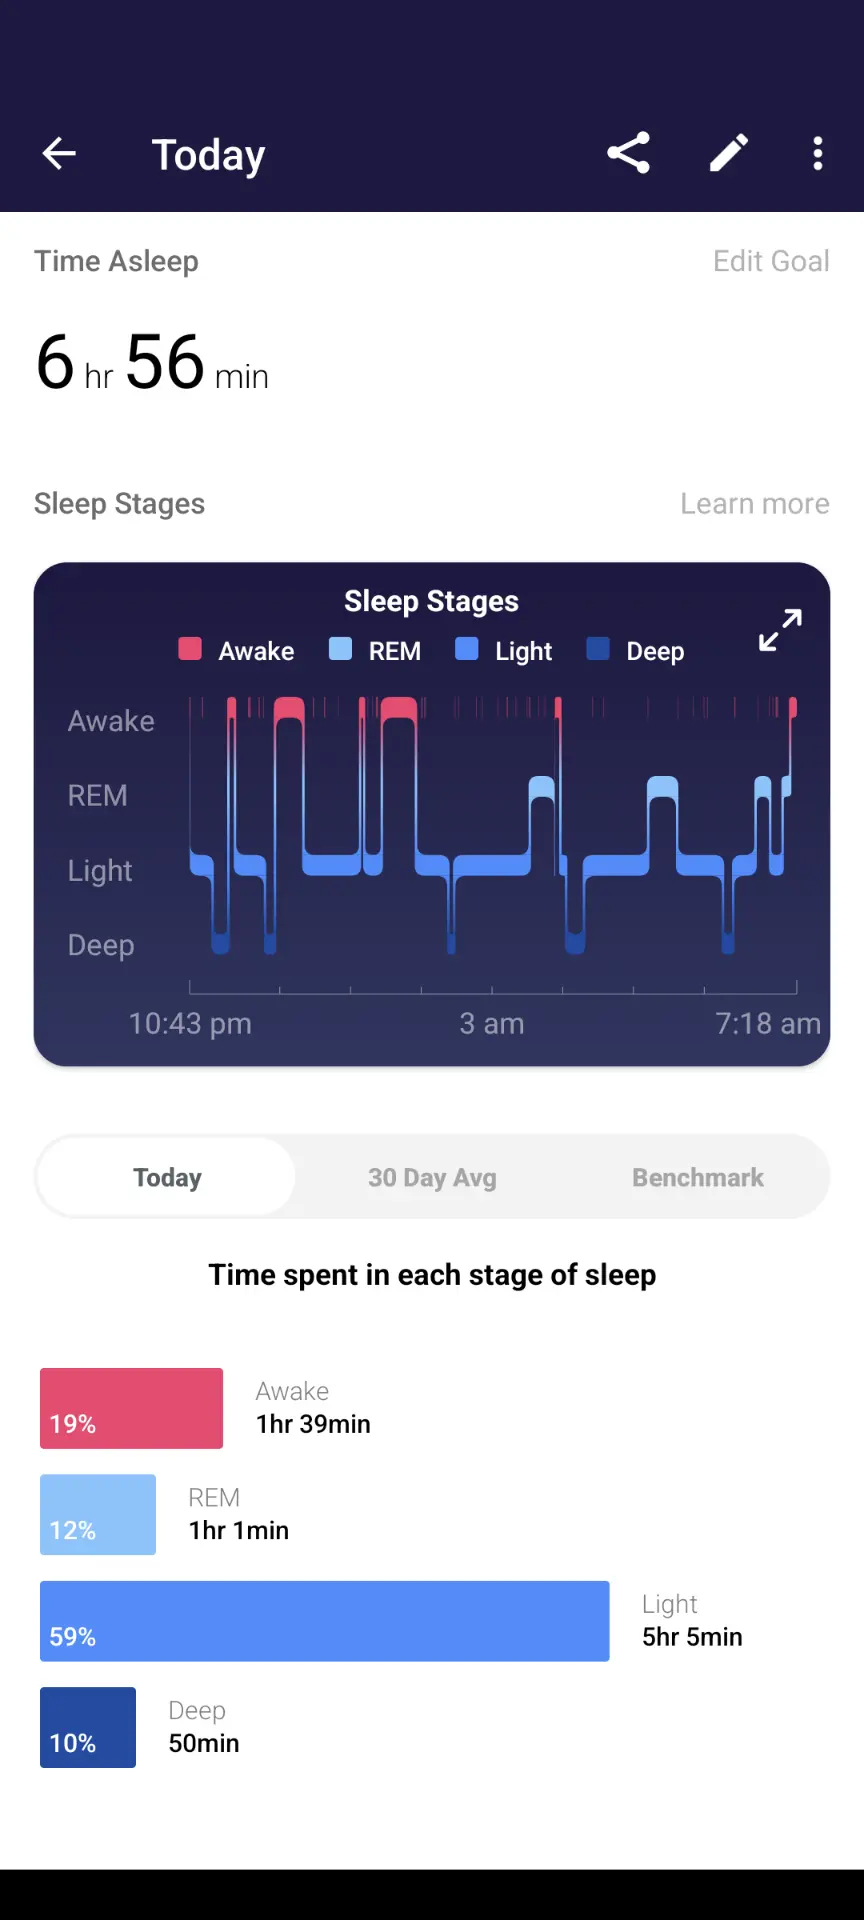 Today
Time Asleep Edit Goal
6 hr 56 min
Sleep Stages Learn more
Sleep Stages
Awake REM Light Deep
Awake
REM
Light
Deep
10:43 pm 3 am 7:18 am
Today 30 Day Avg Benchmark
Time spent in each stage of sleep
Awake
19% 1hr 39min
REM
12% 1hr 1min
Light
59% 5hr 5min
Deep
10% 50min